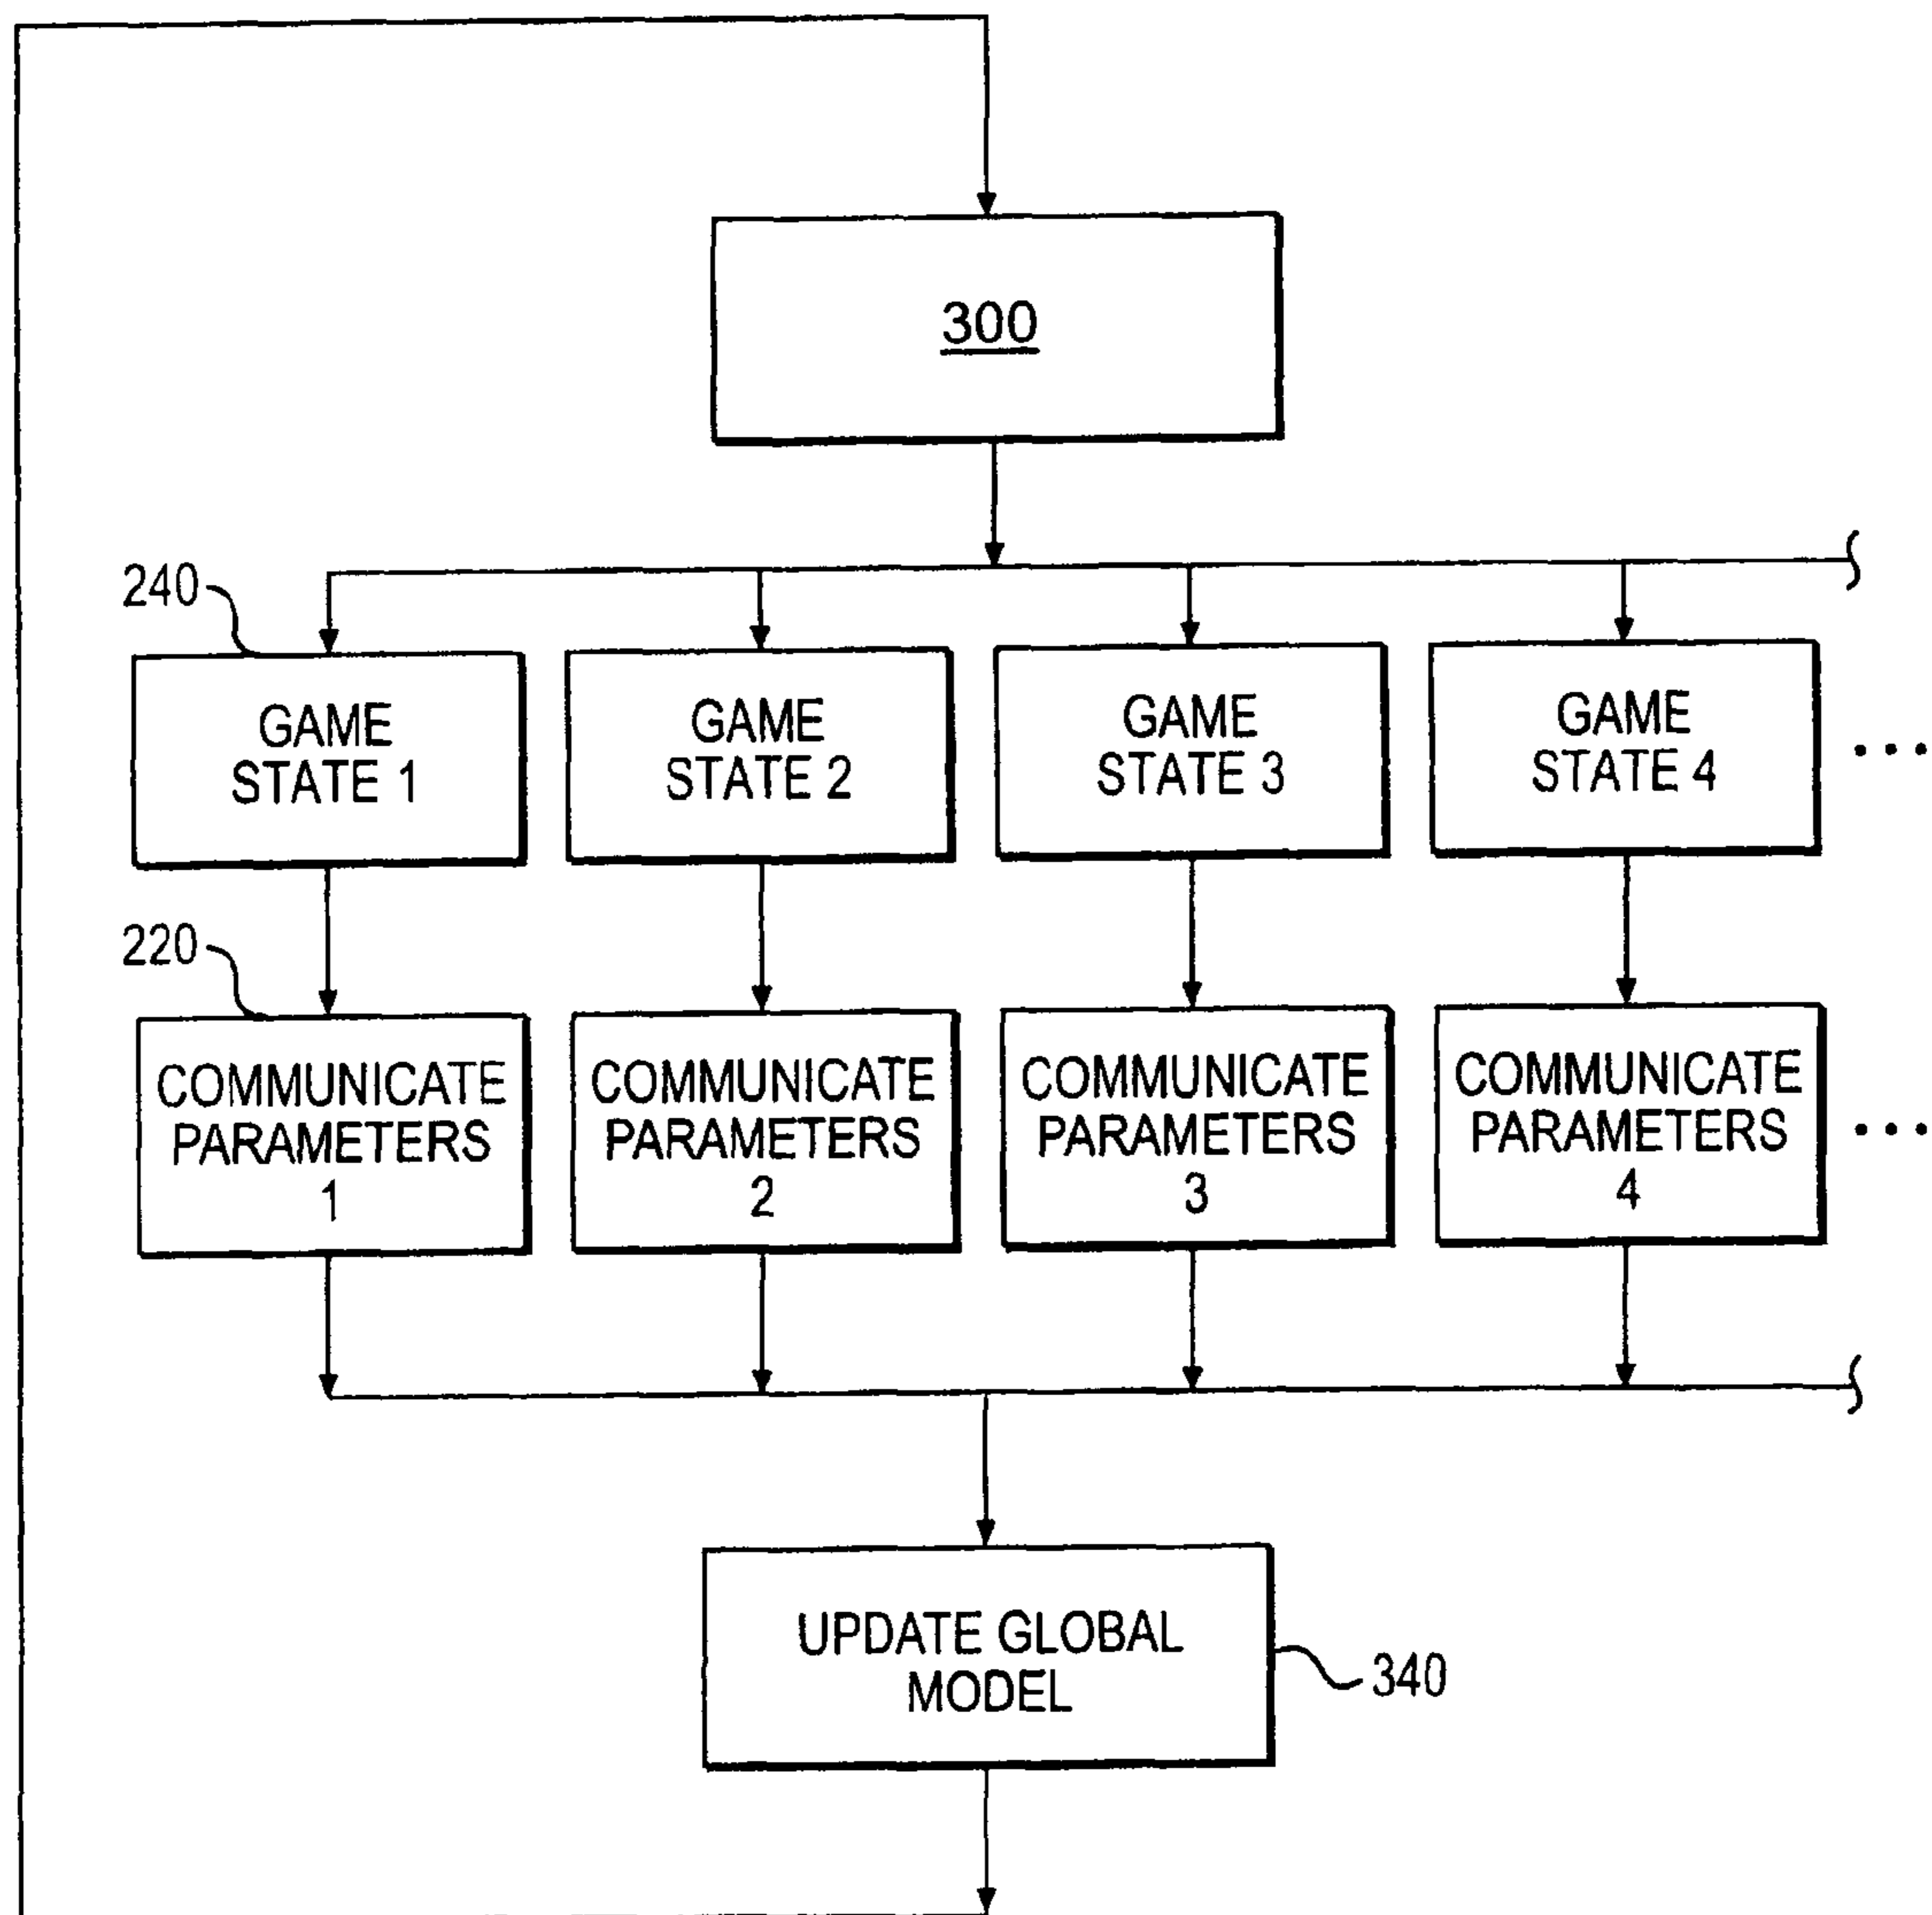 300
240
GAME
STATE 1
GAME
STATE 2
GAME
STATE 3
GAME
STATE 4
...
220
COMMUNICATE
PARAMETERS
1
COMMUNICATE
PARAMETERS
2
COMMUNICATE
PARAMETERS
3
COMMUNICATE
PARAMETERS
4
...
UPDATE GLOBAL
MODEL
340